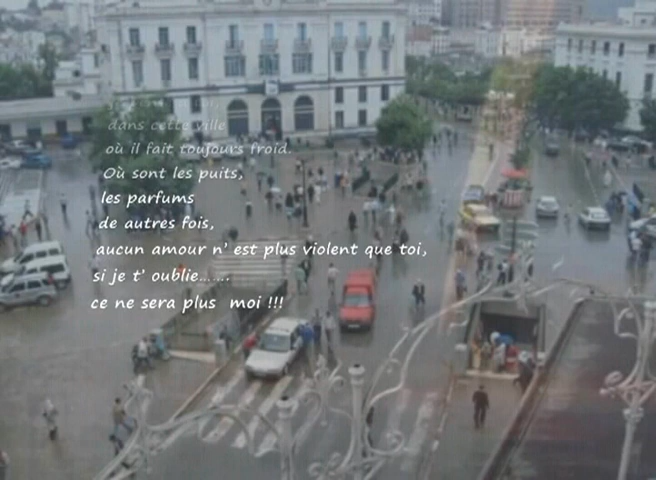 dans cette ville
où il fait toujours froid.
Où sont les puits,
les parfums
de autres fois,
aucun amour n' est plus violent que toi,
si je t' oublie.......
ce ne sera plus moi !!!